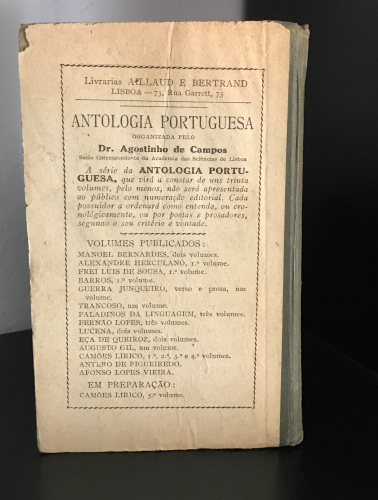 Livrarias AILLAUD E BERTRAND
LISBOA — 73, Rua Garrett, 75
ANTOLOGIA PORTUGUESA
ORGANIZADA PELO
Dr. Agostinho de Campos
Sócio Correspondente da Academia das Sciências de Lisboa
A série da ANTOLOGIA PORTU-
GUESA, que virá a constar de uns trinta
volumes, pelo menos, não será apresentada
ao público com numeração editorial. Cada
possuïdor a ordenará como entenda, ou cro-
nològicamente, ou por poetas e prosadores,
segundo o seu critério e vontade.
VOLUMES PUBLICADOS:
MANOEL BERNARDES, dois volumes.
ALEXANDRE HERCULANO, 1.º volume.
FREI LUIS DE SOUSA, 1.º volume.
BARROS, 1.º volume.
GUERRA JUNQUEIRO, verso e prosa, um
volume.
TRANCOSO, um volume.
PALADINOS DA LINGUAGEM, três volumes.
FERNÃO LOPES, três volumes.
LUCENA, dois volumes.
EÇA DE QUEIROZ, dois volumes.
AUGUSTO GIL, um volume.
CAMÕES LIRICO, 1.º, 2.º, 3.º e 4.º volumes.
ANTERO DE FIGUEIREDO.
AFONSO LOPES VIEIRA.
EM PREPARAÇÃO:
CAMÕES LIRICO, 5.º volume.